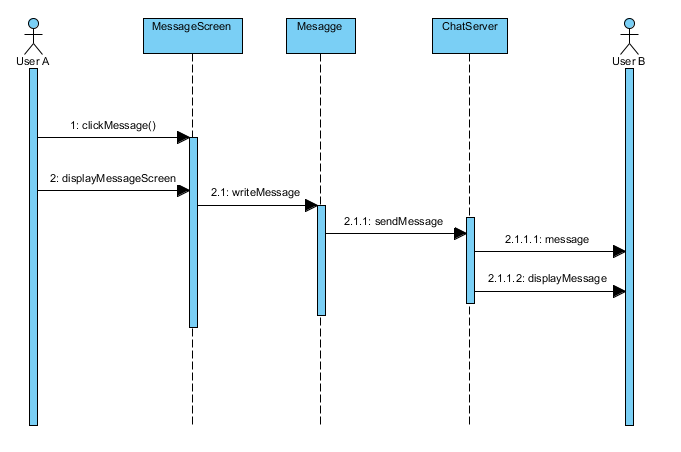 MessageScreen
Mesagge
ChatServer
User A
User B
1: clickMessage()
2: displayMessageScreen
2.1: writeMessage
2.1.1: sendMessage
2.1.1.1: message
2.1.1.2: displayMessage